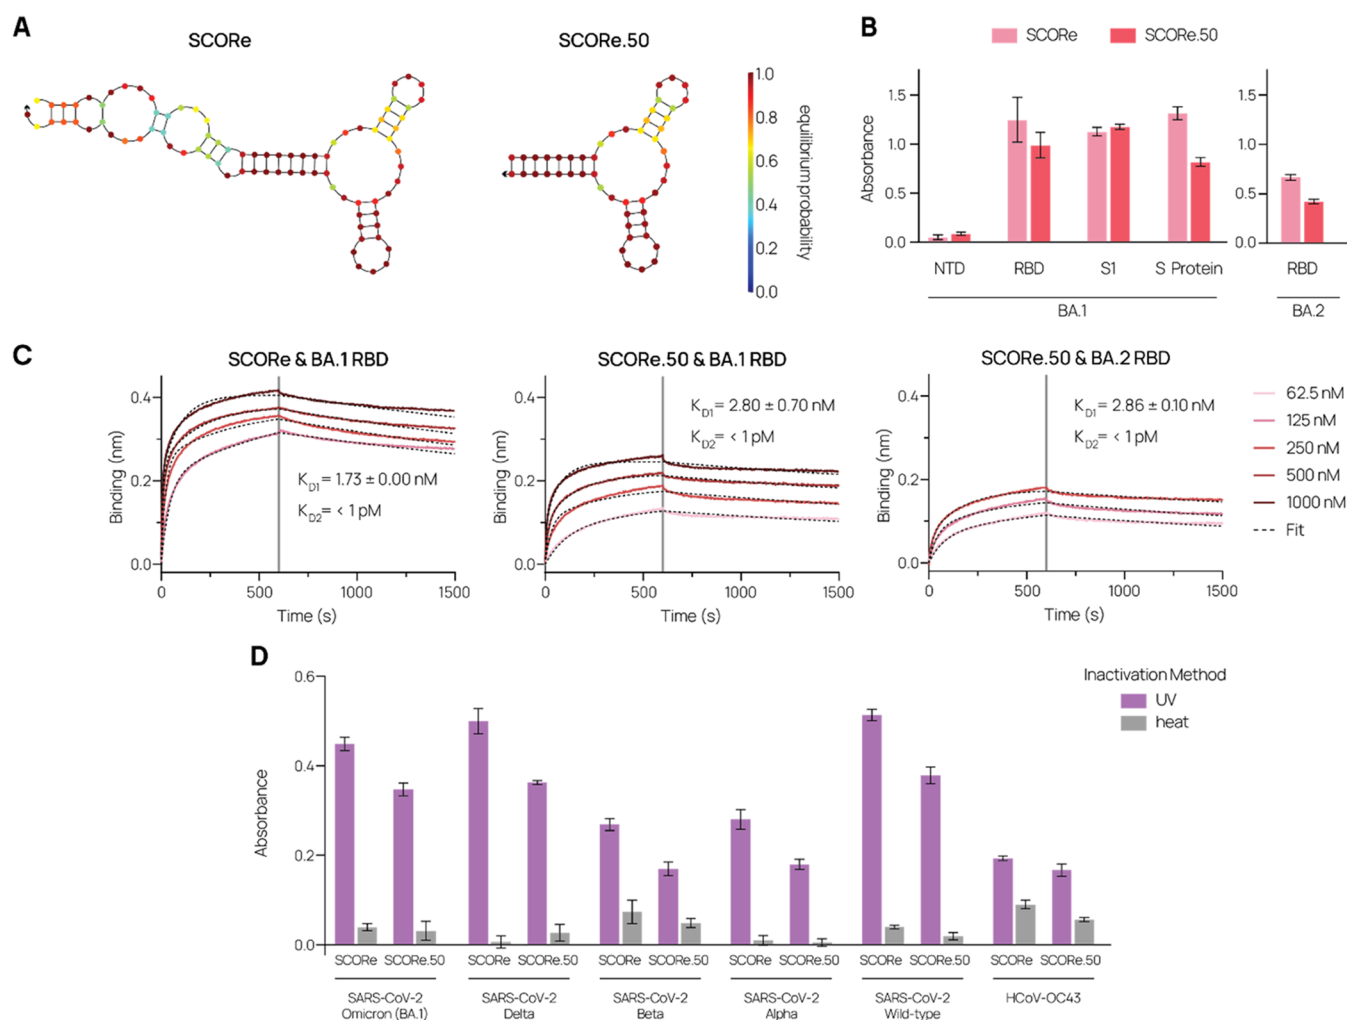 A
SCORe
SCORe.50
1.0
0.8
0.6
0.4
0.2
0.0
equilibrium probability
B
SCORe
SCORe.50
Absorbance
1.5
1.0
0.5
0.0
NTD
RBD
S1
S Protein
BA.1
1.5
1.0
0.5
0.0
RBD
BA.2
C
SCORe & BA.1 RBD
Binding (nm)
0.4
0.2
0.0
K_D1 = 1.73 ± 0.00 nM
K_D2 = < 1 pM
0
500
1000
1500
Time (s)
SCORe.50 & BA.1 RBD
Binding (nm)
0.4
0.2
0.0
K_D1 = 2.80 ± 0.70 nM
K_D2 = < 1 pM
0
500
1000
1500
Time (s)
SCORe.50 & BA.2 RBD
Binding (nm)
0.4
0.2
0.0
K_D1 = 2.86 ± 0.10 nM
K_D2 = < 1 pM
0
500
1000
1500
Time (s)
62.5 nM
125 nM
250 nM
500 nM
1000 nM
Fit
D
Inactivation Method
UV
heat
Absorbance
0.6
0.4
0.2
0.0
SCORe SCORe.50
SARS-CoV-2
Omicron (BA.1)
SCORe SCORe.50
SARS-CoV-2
Delta
SCORe SCORe.50
SARS-CoV-2
Beta
SCORe SCORe.50
SARS-CoV-2
Alpha
SCORe SCORe.50
SARS-CoV-2
Wild-type
SCORe SCORe.50
HCoV-OC43